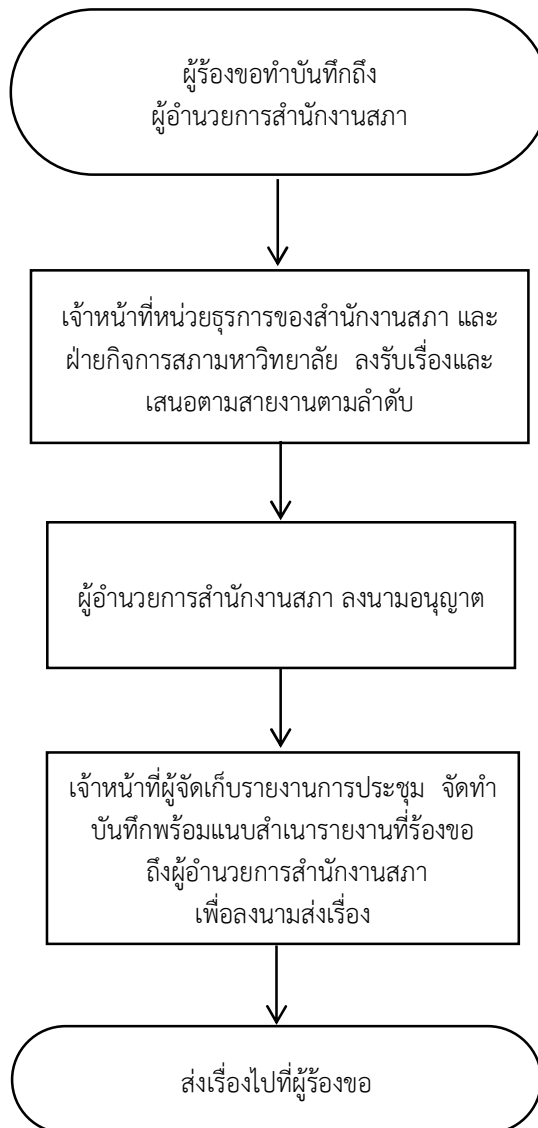 ผู้ร้องขอทำบันทึกถึง
ผู้อำนวยการสำนักงานสภา
เจ้าหน้าที่หน่วยธุรการของสำนักงานสภา และ
ฝ่ายกิจการสภามหาวิทยาลัย ลงรับเรื่องและ
เสนอตามสายงานตามลำดับ
ผู้อำนวยการสำนักงานสภา ลงนามอนุญาต
เจ้าหน้าที่ผู้จัดเก็บรายงานการประชุม จัดทำ
บันทึกพร้อมแนบสำเนารายงานที่ร้องขอ
ถึงผู้อำนวยการสำนักงานสภา
เพื่อลงนามส่งเรื่อง
ส่งเรื่องไปที่ผู้ร้องขอ